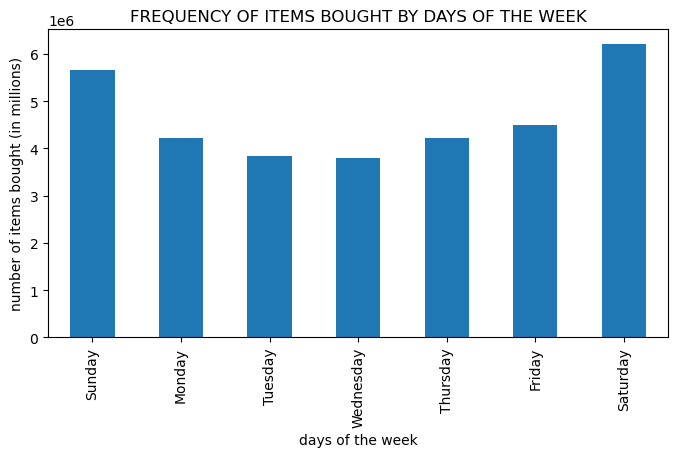 FREQUENCY OF ITEMS BOUGHT BY DAYS OF THE WEEK
1e6
number of items bought (in millions)
6
5
4
3
2
1
0
Sunday
Monday
Tuesday
Wednesday
Thursday
Friday
Saturday
days of the week